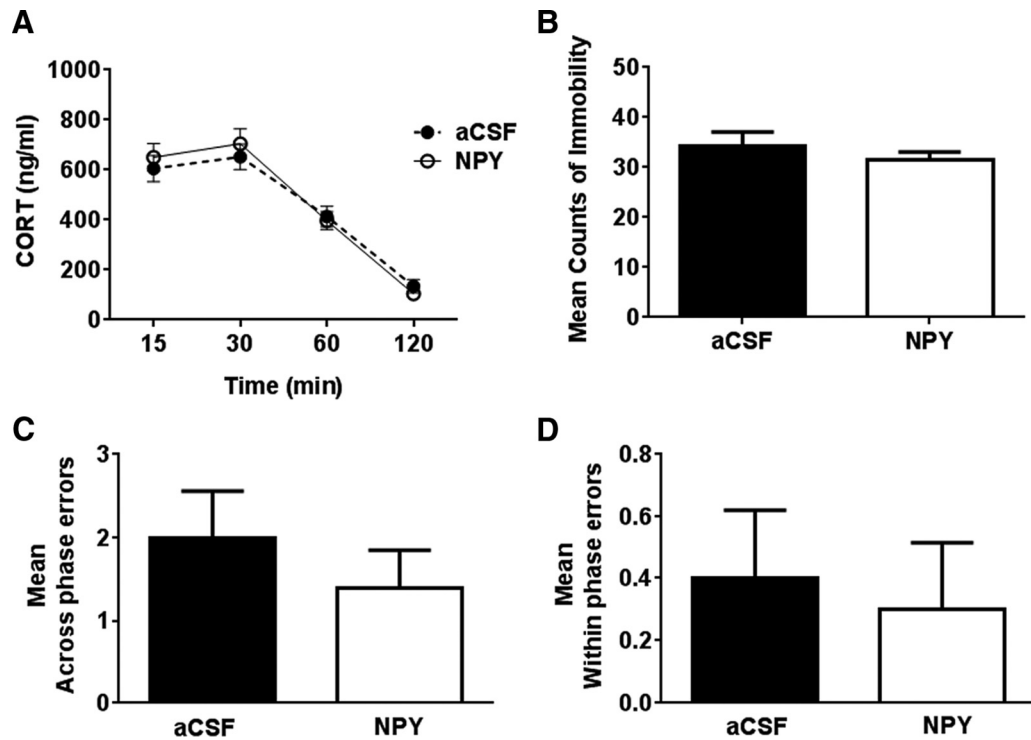 A
CORT (ng/ml)
1000
800
600
400
200
0
15 30 60 120
Time (min)
aCSF
NPY
B
Mean Counts of Immobility
50
40
30
20
10
0
aCSF NPY
C
Mean
Across phase errors
3
2
1
0
aCSF NPY
D
Mean
Within phase errors
0.8
0.6
0.4
0.2
0.0
aCSF NPY